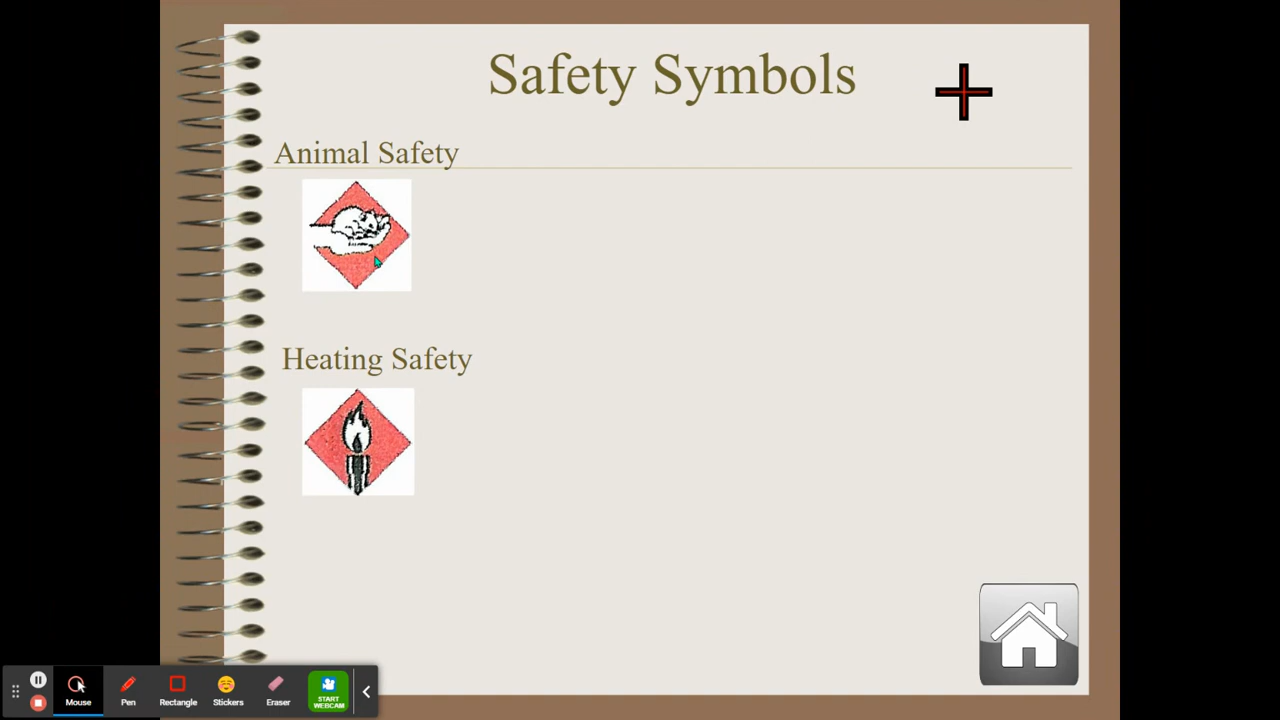 Safety Symbols
Animal Safety
Heating Safety
Mouse
Pen
Rectangle
Stickers
Eraser
START
WEBCAM